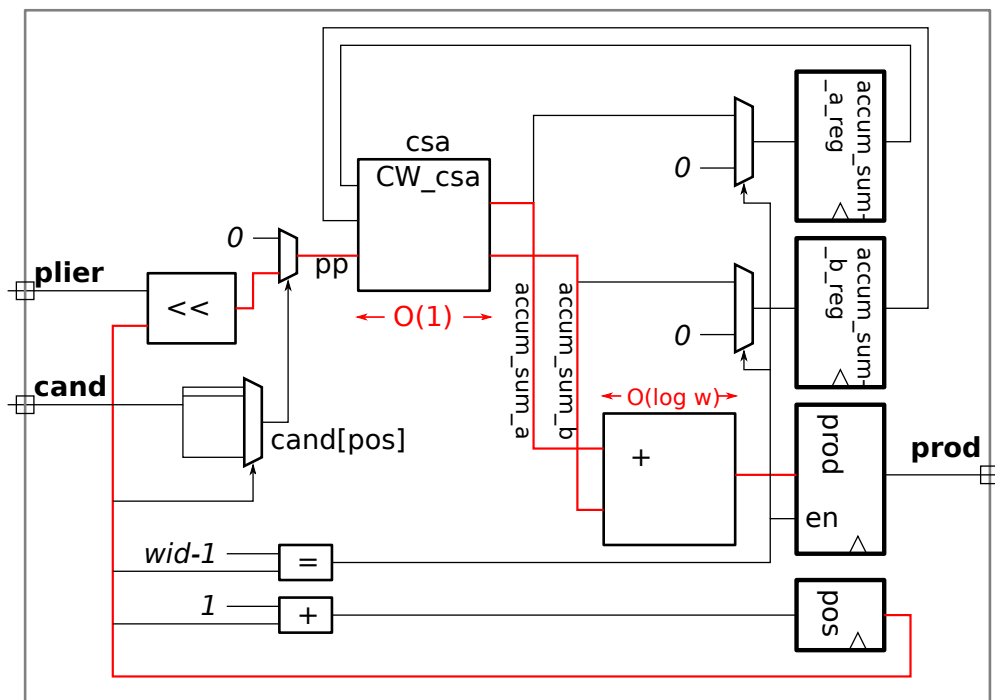 csa
CW_csa
accum_sum-
_a_reg
0
0
plier
<<
pp
O(1)
accum_sum_a
accum_sum_b
accum_sum-
_b_reg
0
cand
cand[pos]
O(log w)
+
prod
en
prod
wid-1
=
1
+
pos